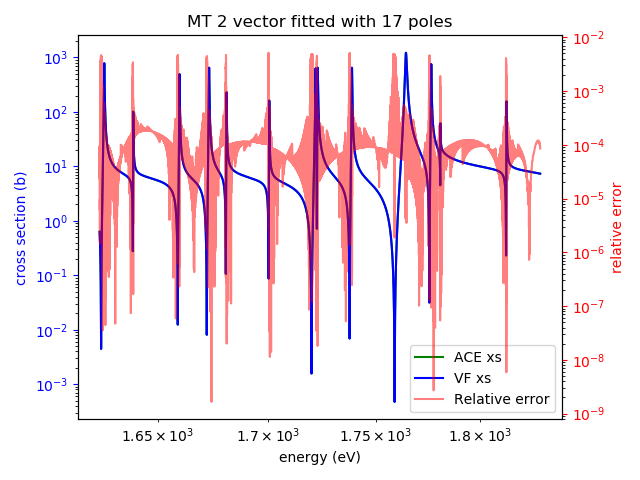 MT 2 vector fitted with 17 poles
10³
10²
10¹
10⁰
10⁻¹
10⁻²
10⁻³
cross section (b)
10⁻²
10⁻³
10⁻⁴
10⁻⁵
10⁻⁶
10⁻⁷
10⁻⁸
10⁻⁹
relative error
ACE xs
VF xs
Relative error
1.65 × 10³
1.7 × 10³
1.75 × 10³
1.8 × 10³
energy (eV)